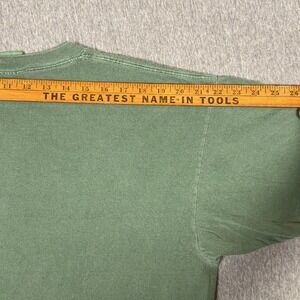 11 12 13 14 15 16 17 18 19 20 21 22 23 24 25 26
THE GREATEST NAME·IN TOOLS